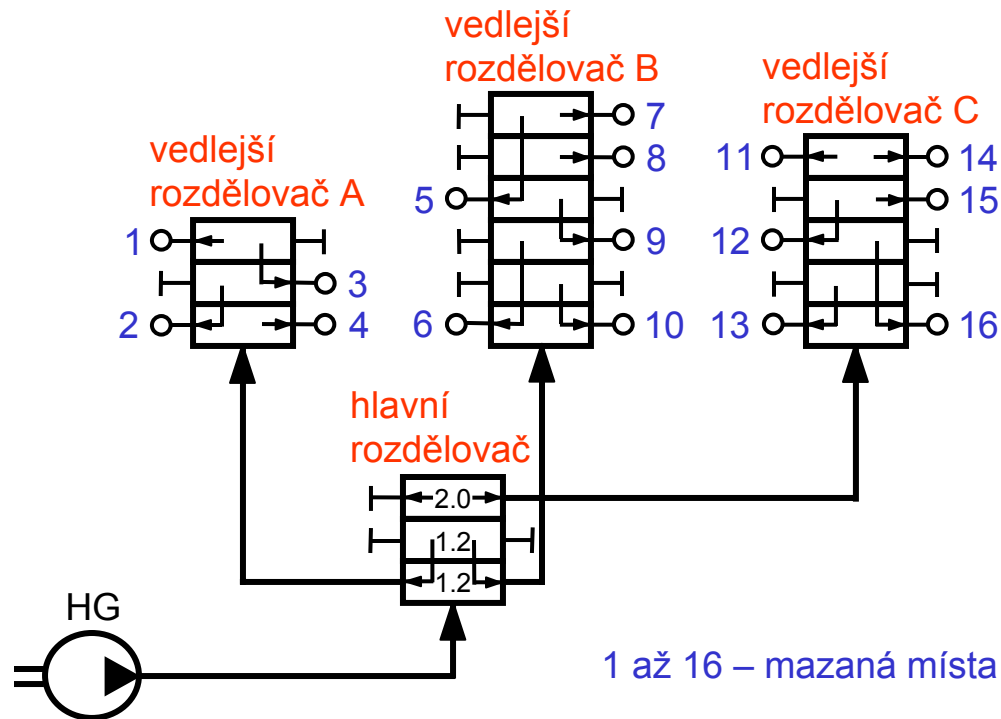 vedlejší
rozdělovač A
1
2
3
4
vedlejší
rozdělovač B
5
6
7
8
9
10
vedlejší
rozdělovač C
11
12
13
14
15
16
hlavní
rozdělovač
2.0
1.2
1.2
HG
1 až 16 – mazaná místa